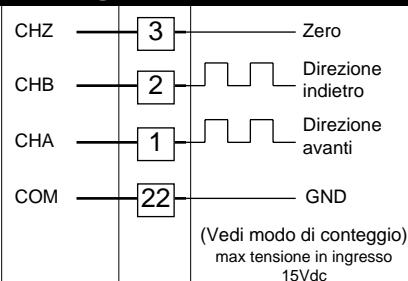 CHZ 3 Zero
CHB 2 Direzione
indietro
CHA 1 Direzione
avanti
COM 22 GND
(Vedi modo di conteggio)
max tensione in ingresso
15Vdc